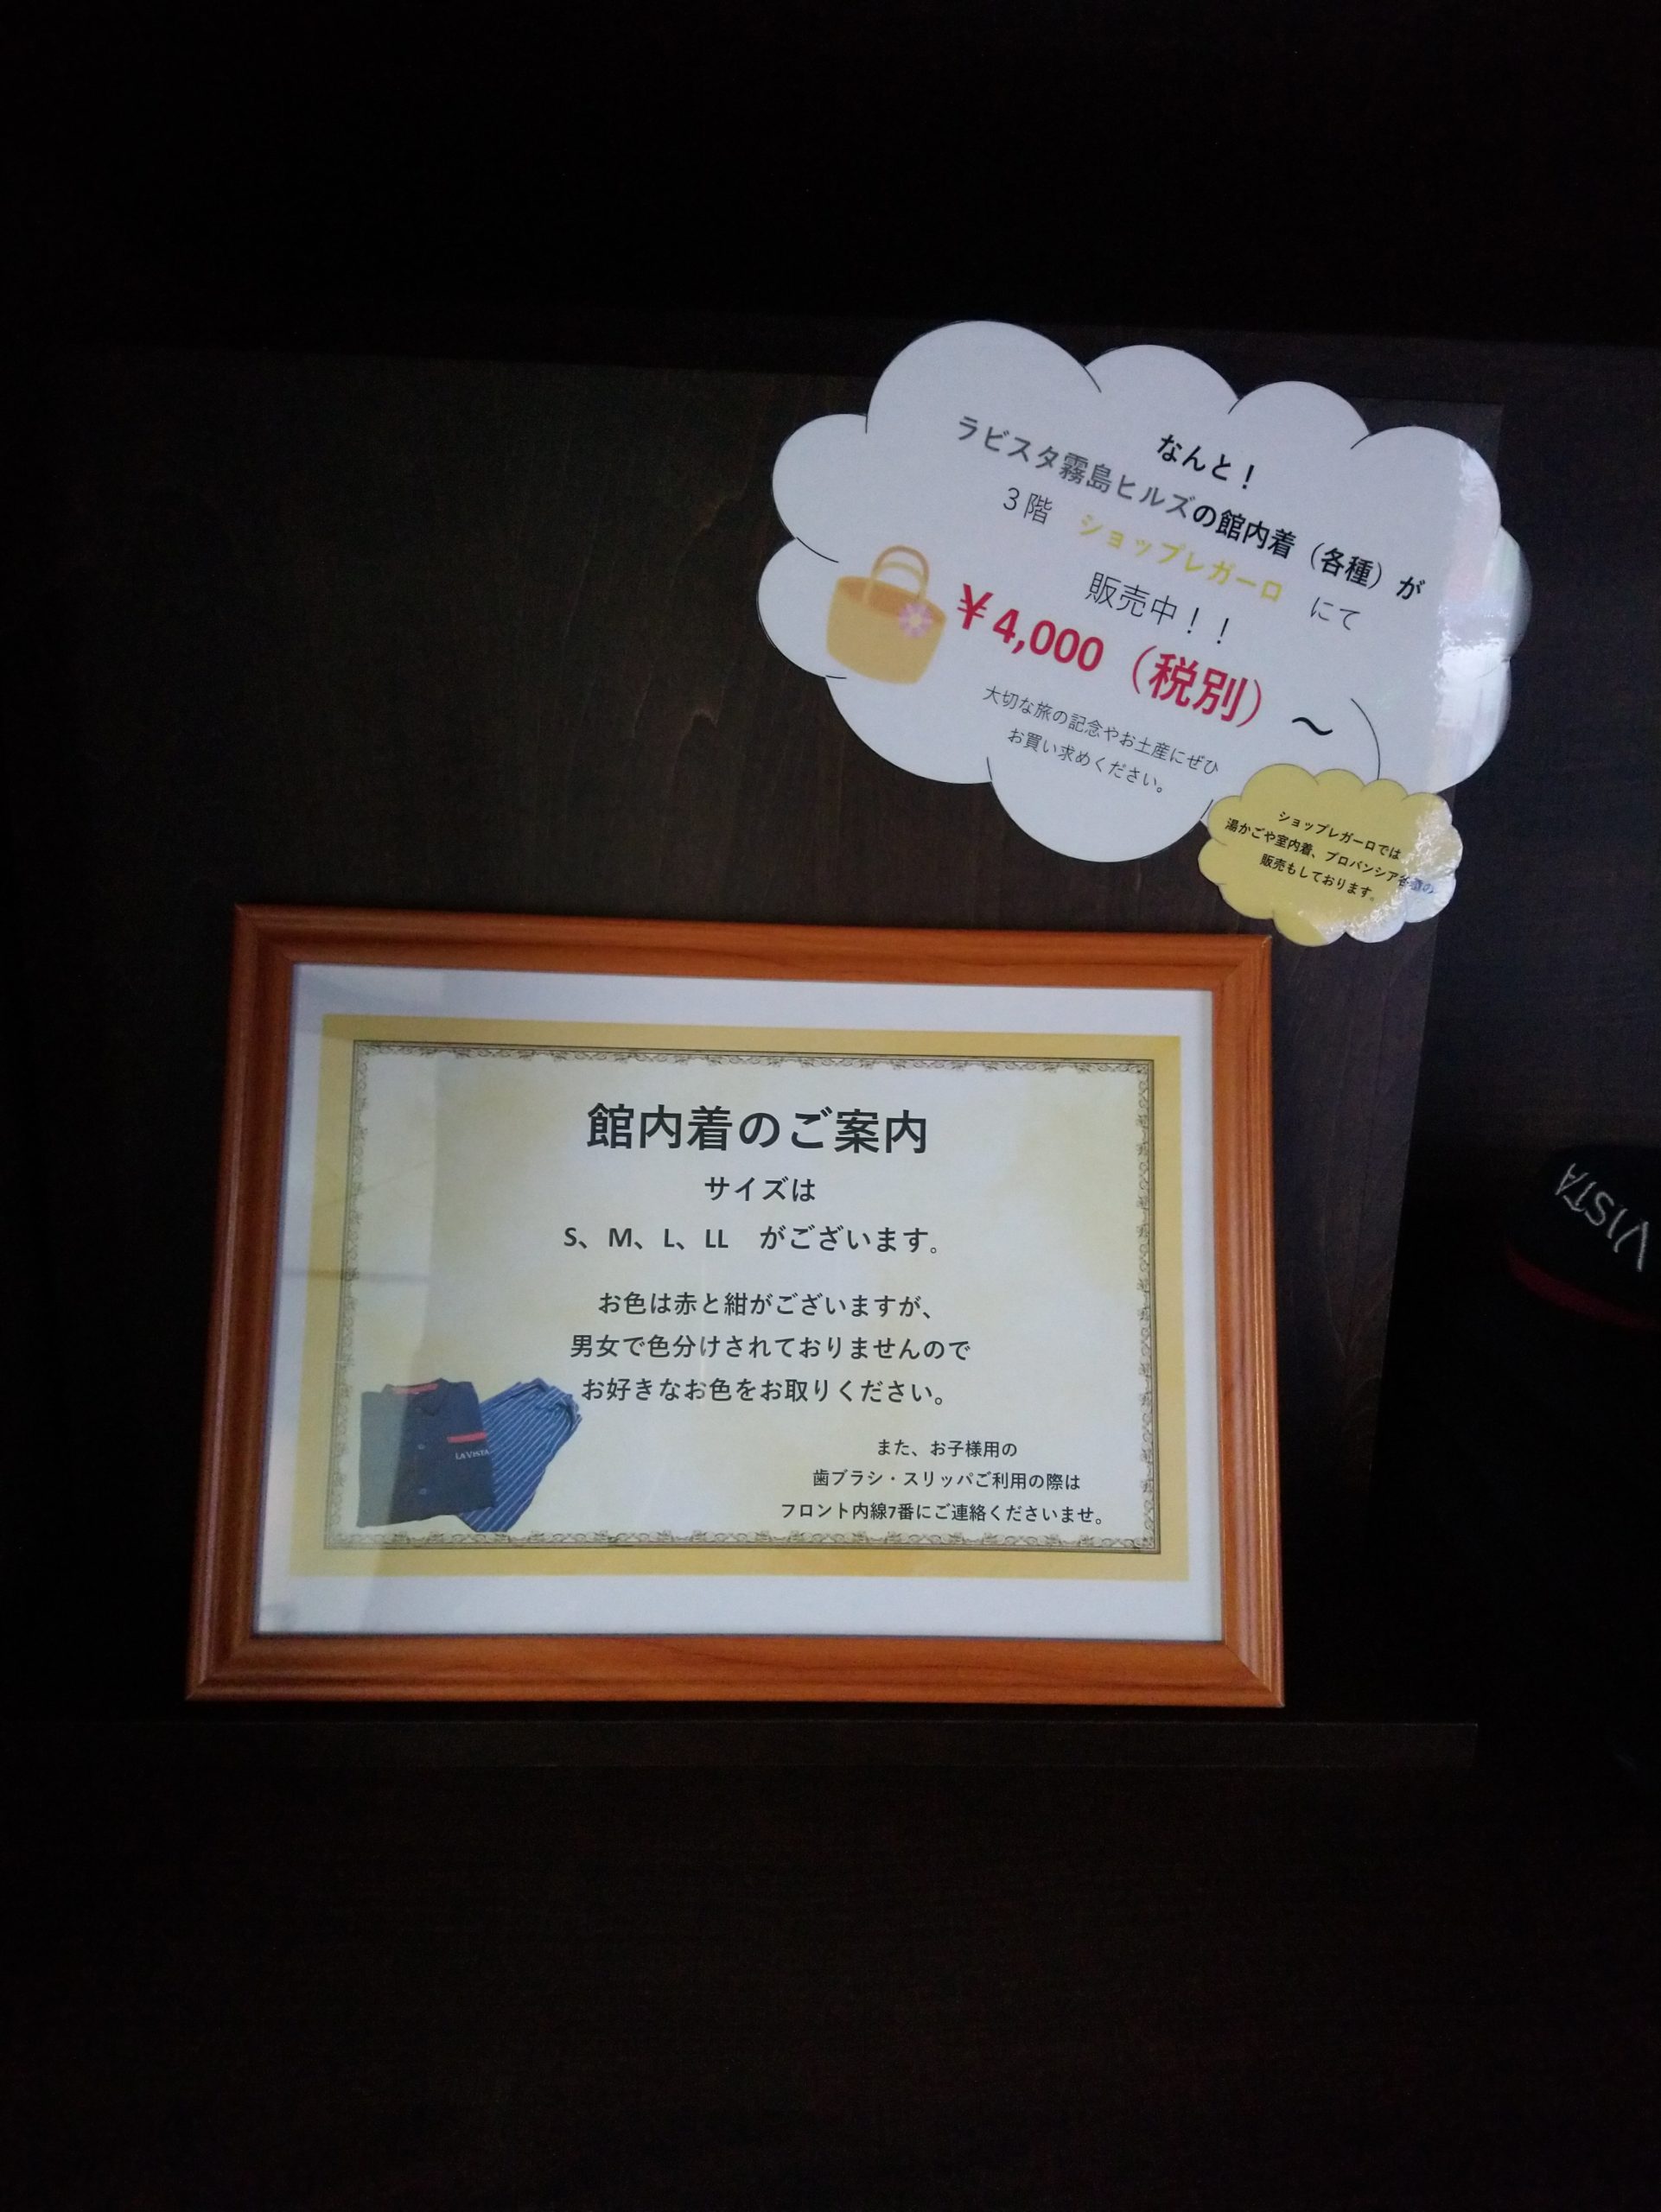 なんと！
ラビスタ霧島ヒルズの館内着（各種）が
３階　ショップレガーロ　にて
販売中！！
￥4,000（税別）～
大切な旅の記念やお土産にぜひ
お買い求めください。
ショップレガーロでは
湯かごや室内着、プロバンシア各種の
販売もしております。
館内着のご案内
サイズは
S、M、L、LL　がございます。
お色は赤と紺がございますが、
男女で色分けされておりませんので
お好きなお色をお取りください。
LA VISTA
また、お子様用の
歯ブラシ・スリッパご利用の際は
フロント内線7番にご連絡くださいませ。
VISTA